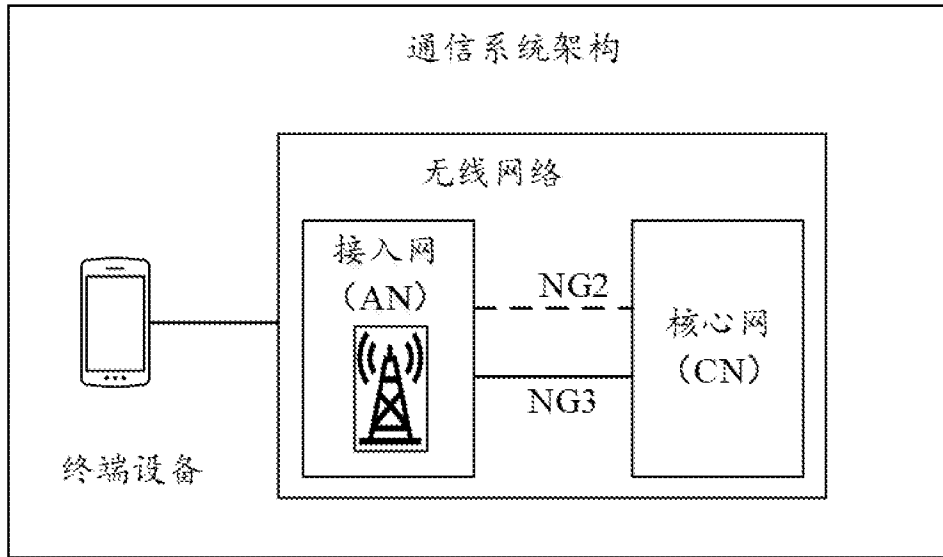 通信系统架构
无线网络
接入网
（AN）
NG2
核心网
（CN）
NG3
终端设备